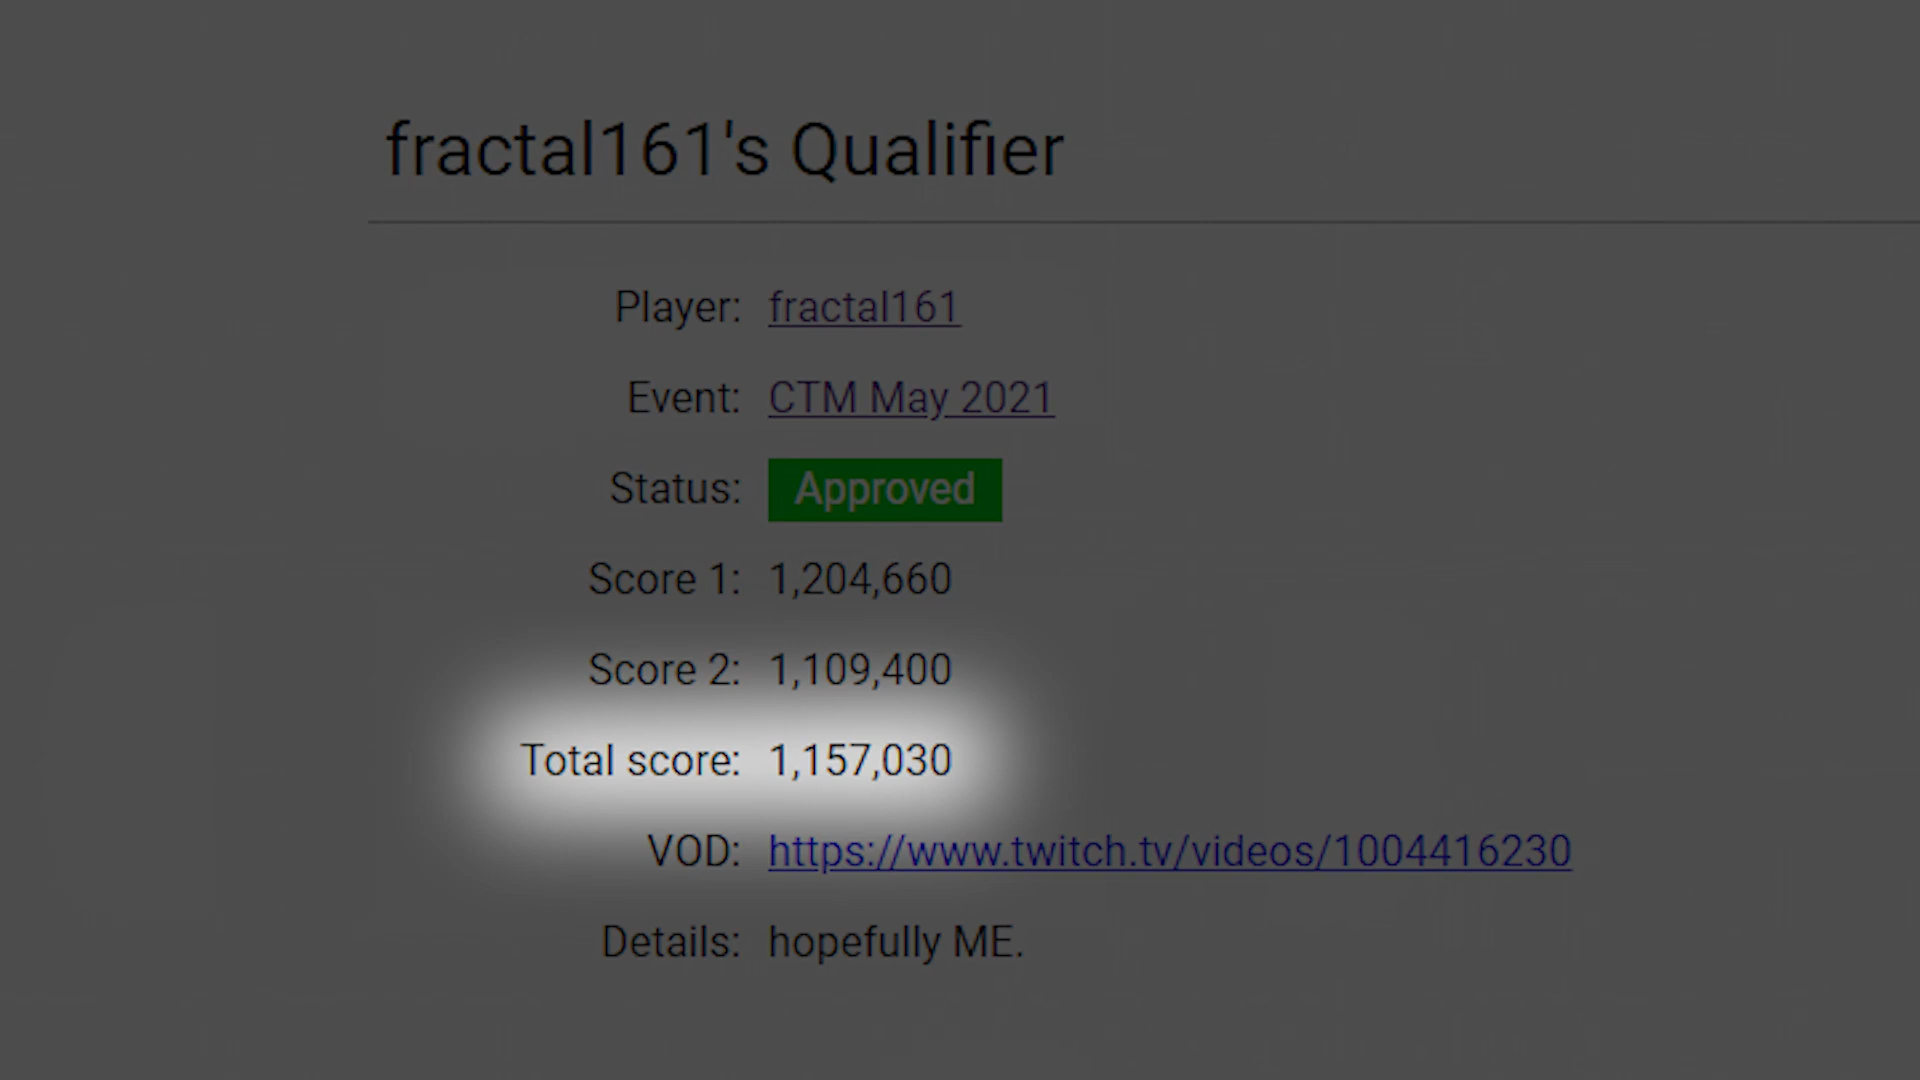 fractal161's Qualifier
Player: fractal161
Event: CTM May 2021
Status: Approved
Score 1: 1,204,660
Score 2: 1,109,400
Total score: 1,157,030
VOD: https://www.twitch.tv/videos/1004416230
Details: hopefully ME.